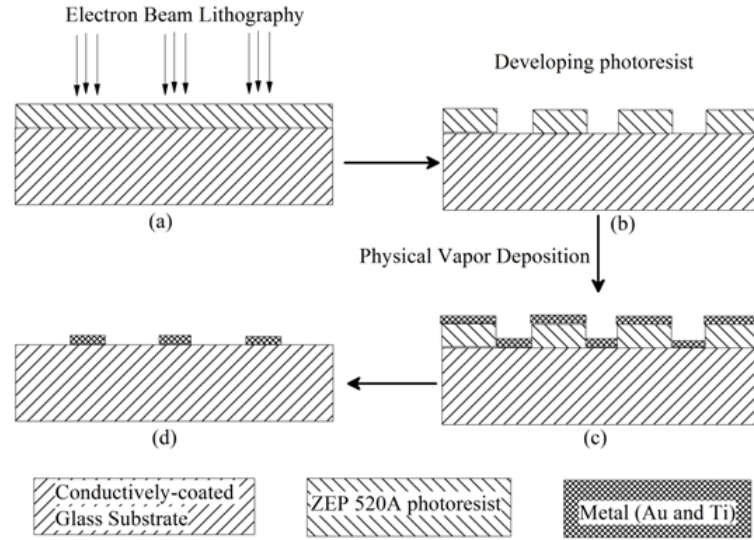 Electron Beam Lithography
Developing photoresist
(a)
(b)
Physical Vapor Deposition
(d)
(c)
Conductively-coated
Glass Substrate
ZEP 520A photoresist
Metal (Au and Ti)